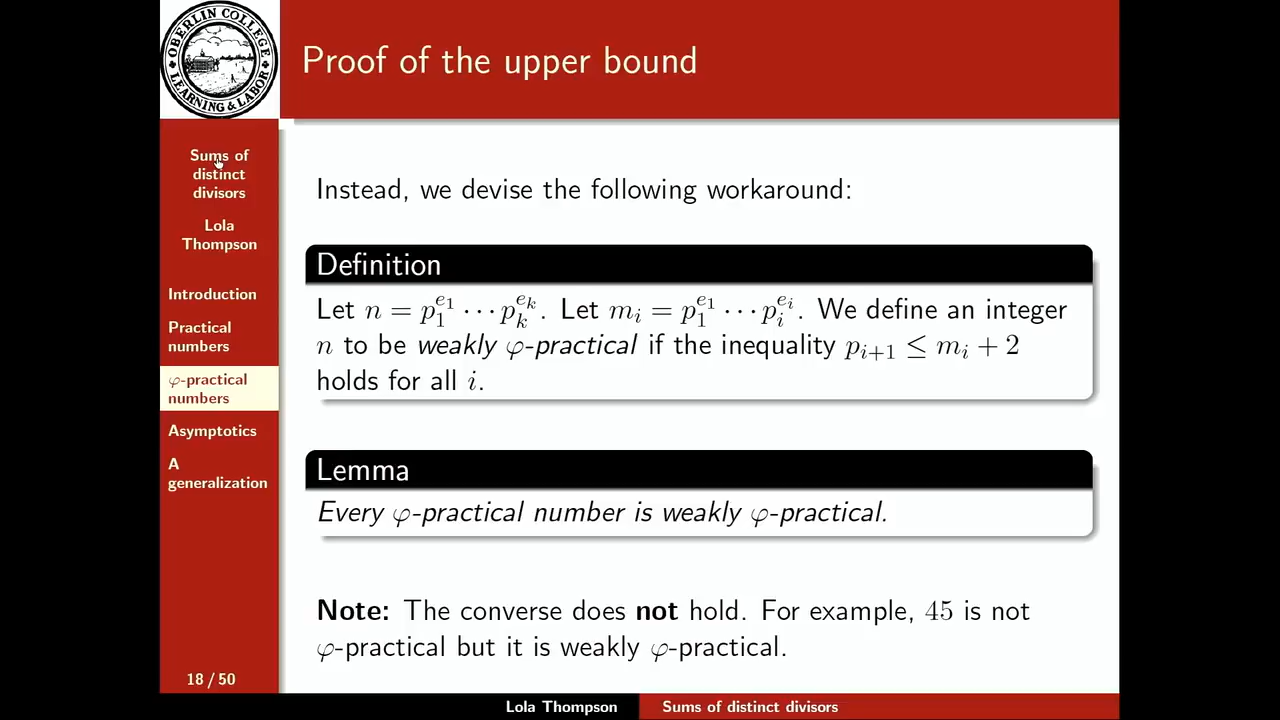 OBERLIN COLLEGE
LEARNING & LABOR
Proof of the upper bound
Sums of
distinct
divisors
Lola
Thompson
Introduction
Practical
numbers
φ-practical
numbers
Asymptotics
A
generalization
18 / 50
Instead, we devise the following workaround:
Definition
Let $n = p_1^{e_1} \cdots p_k^{e_k}$. Let $m_i = p_1^{e_1} \cdots p_i^{e_i}$. We define an integer
$n$ to be weakly φ-practical if the inequality $p_{i+1} \leq m_i + 2$
holds for all $i$.
Lemma
Every φ-practical number is weakly φ-practical.
Note: The converse does not hold. For example, 45 is not
φ-practical but it is weakly φ-practical.
Lola Thompson
Sums of distinct divisors